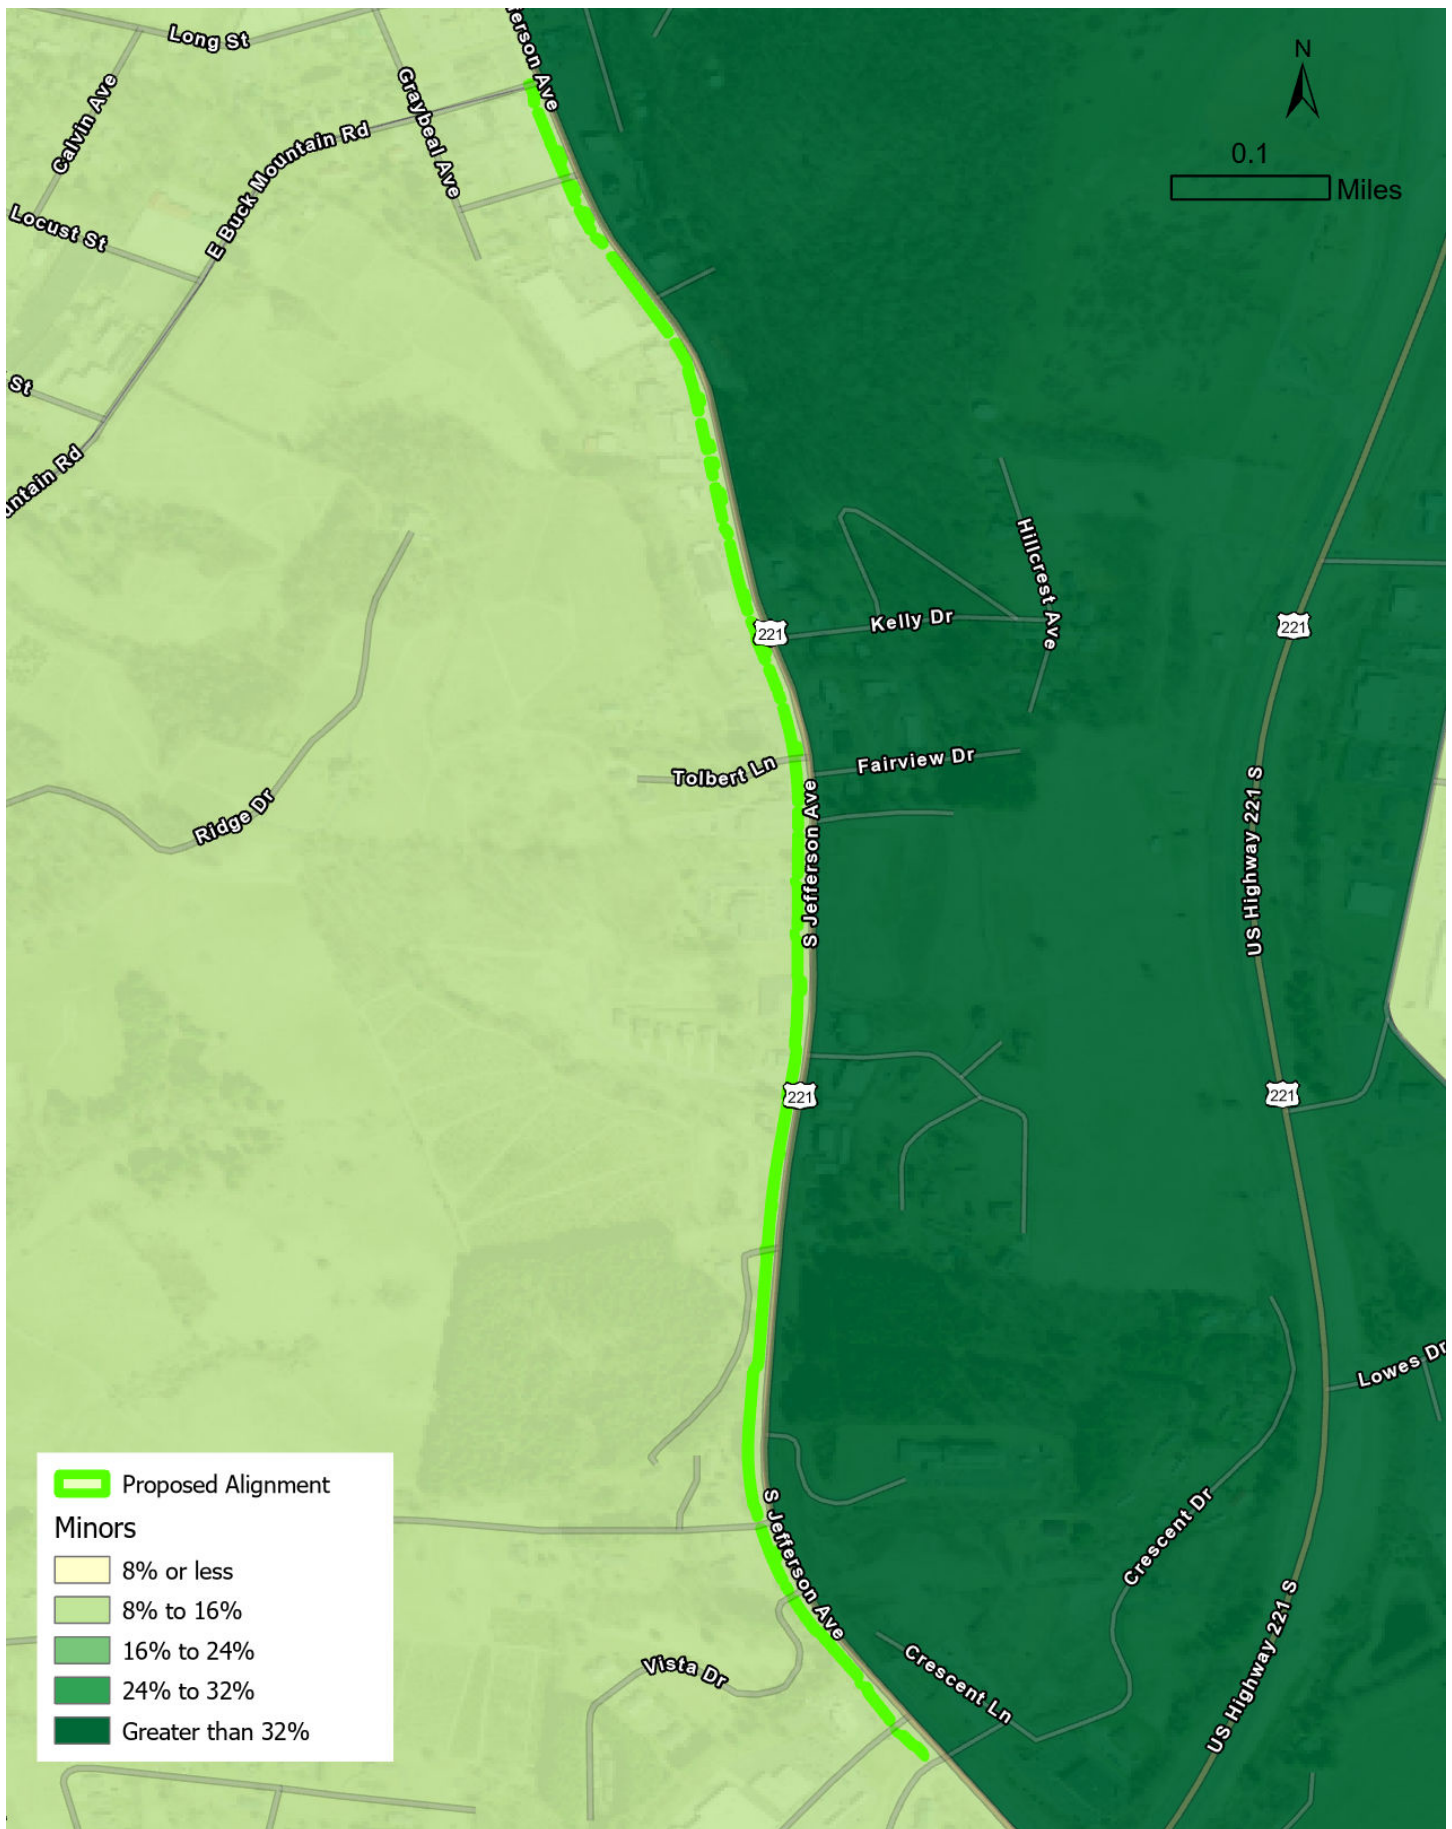 Long St
Calvin Ave
Graybeal Ave
fferson Ave
N
0.1
Miles
E Buck Mountain Rd
Locust St
St
untain Rd
Hillcrest Ave
Kelly Dr
221
221
Tolbert Ln
Fairview Dr
Ridge Dr
S Jefferson Ave
US Highway 221 S
221
221
Lowes Dr
S Jefferson Ave
Crescent Dr
Crescent Ln
Vista Dr
US Highway 221 S
Proposed Alignment
Minors
8% or less
8% to 16%
16% to 24%
24% to 32%
Greater than 32%